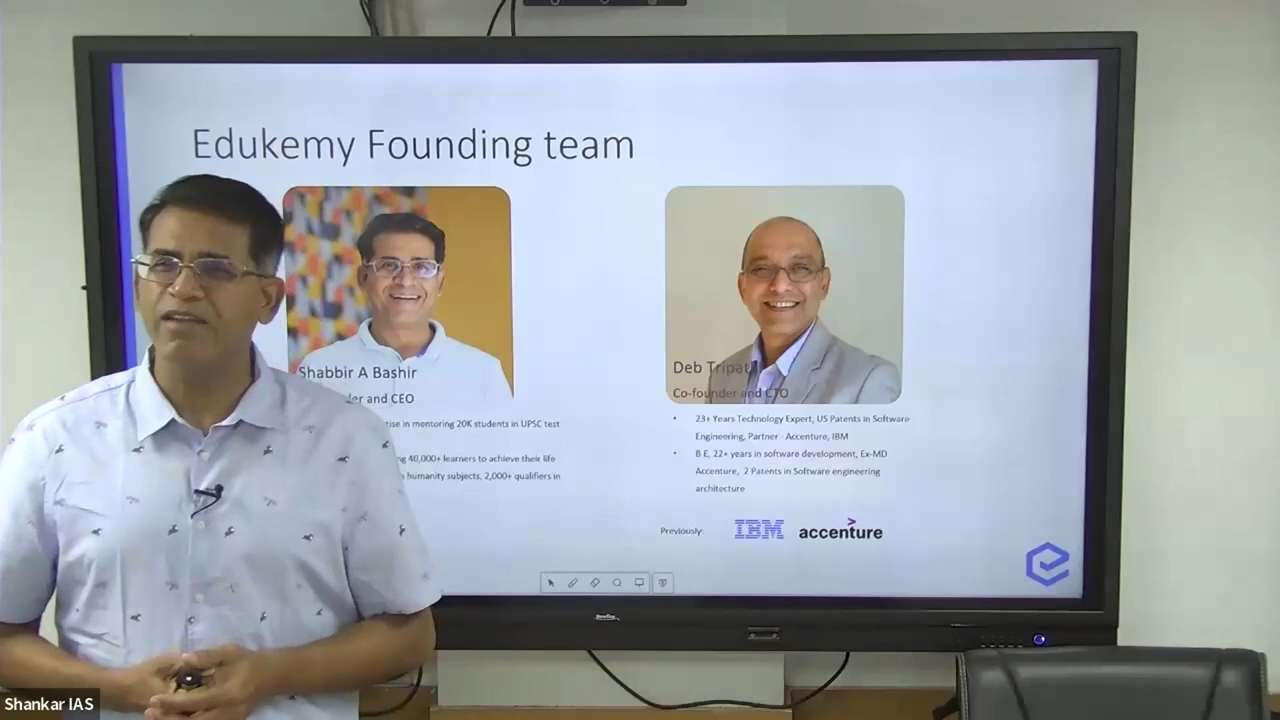 Edukemy Founding team
Shabbir A Bashir
and CEO
in mentoring 20K students in UPSC test
40,000+ learners to achieve their life
humanity subjects, 2,000+ qualifiers in
Deb
Co-founder and CTO
• 23+ Years Technology Expert, US Patents in Software
Engineering, Partner - Accenture, IBM
• B.E, 22+ years in software development, Ex-MD
Accenture, 2 Patents in Software engineering
architecture
Previously:
IBM
accenture
Shankar IAS